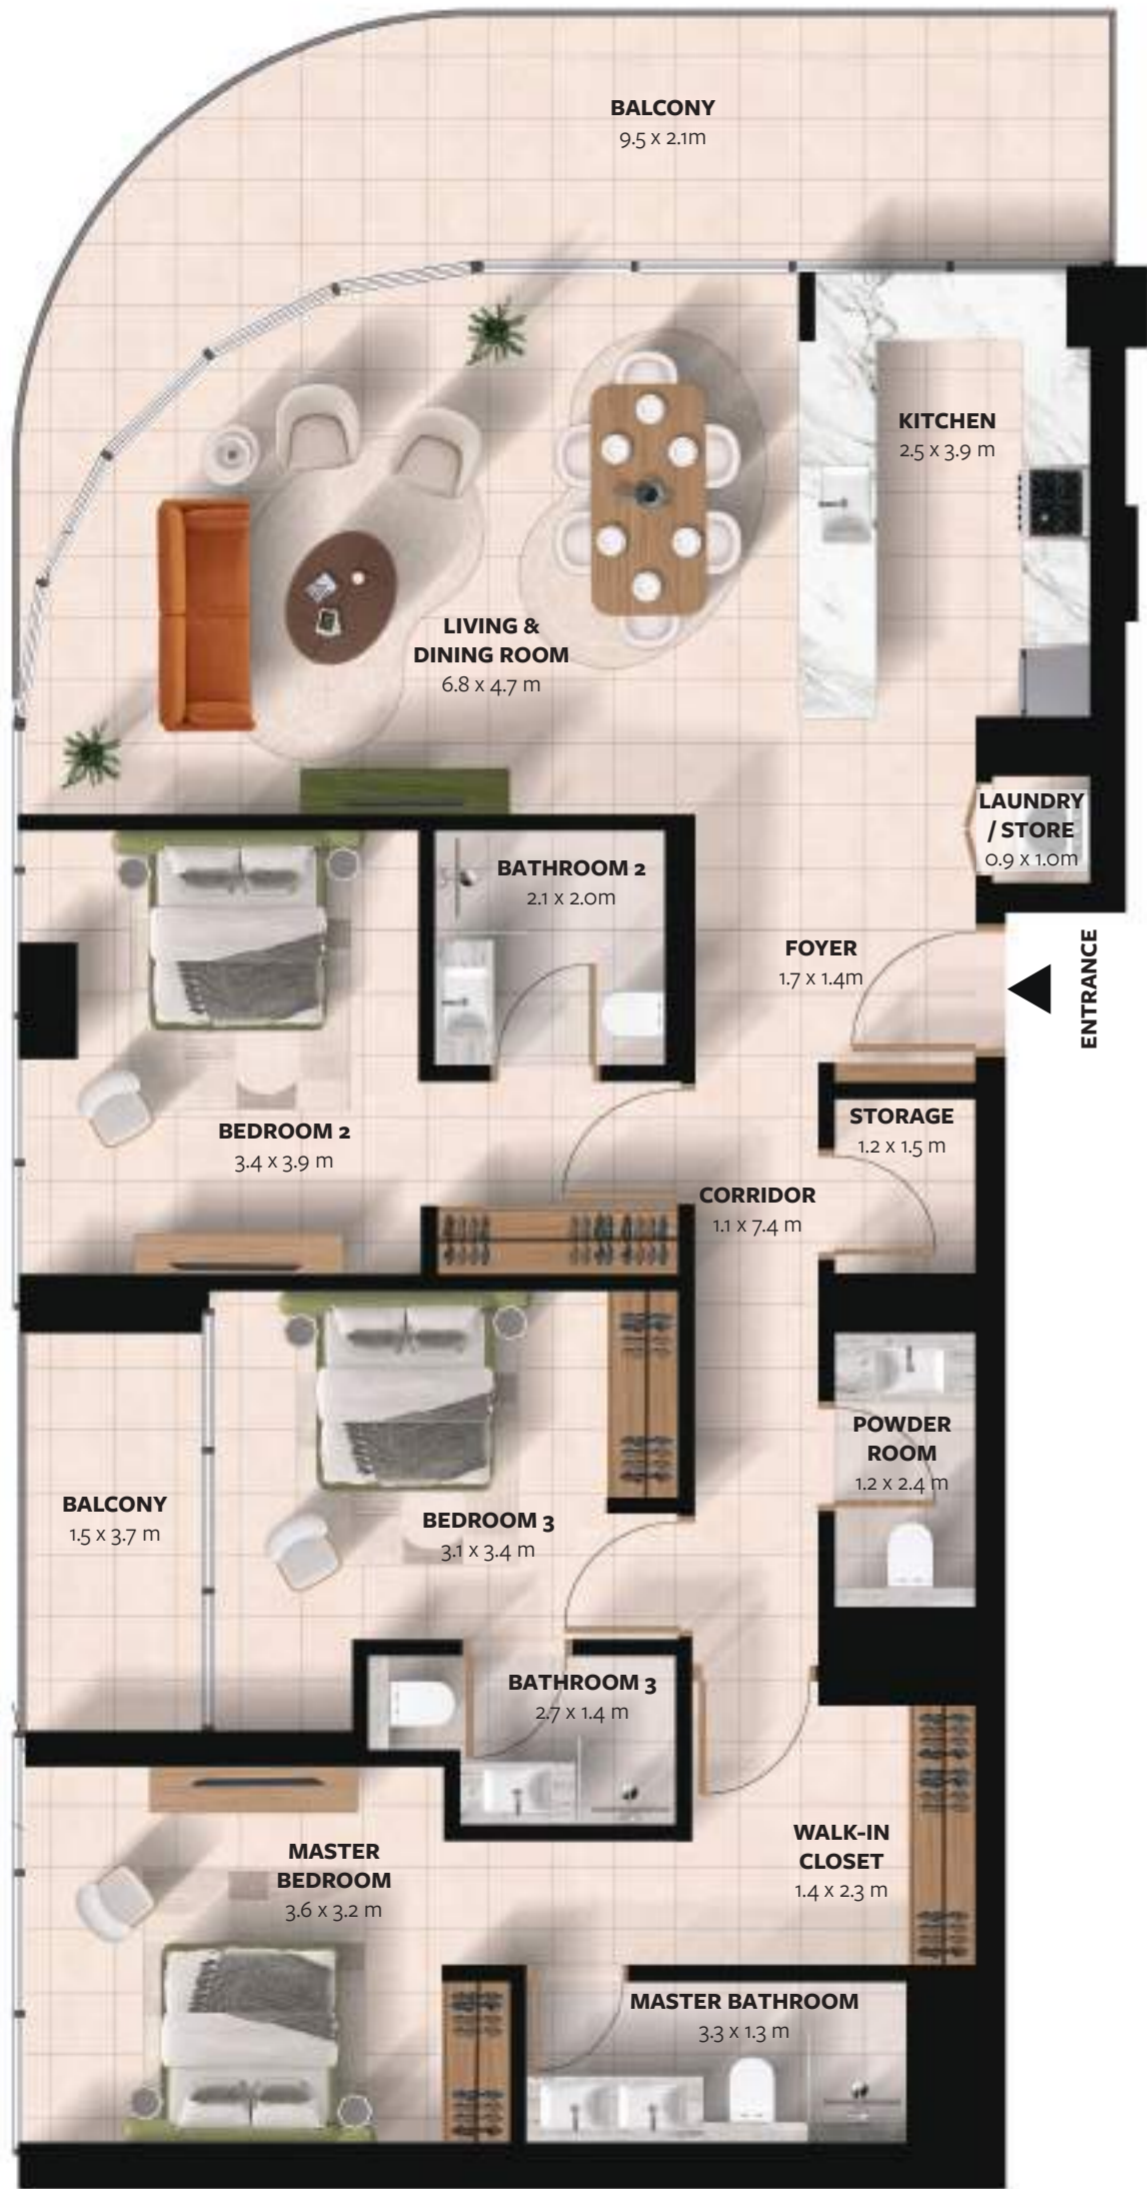 BALCONY
9.5 x 2.1m
KITCHEN
2.5 x 3.9 m
LIVING &
DINING ROOM
6.8 x 4.7 m
LAUNDRY
/ STORE
0.9 x 1.0m
BATHROOM 2
2.1 x 2.0m
FOYER
1.7 x 1.4m
ENTRANCE
BEDROOM 2
3.4 x 3.9 m
STORAGE
1.2 x 1.5 m
CORRIDOR
1.1 x 7.4 m
POWDER
ROOM
1.2 x 2.4 m
BALCONY
1.5 x 3.7 m
BEDROOM 3
3.1 x 3.4 m
BATHROOM 3
2.7 x 1.4 m
WALK-IN
CLOSET
1.4 x 2.3 m
MASTER
BEDROOM
3.6 x 3.2 m
MASTER BATHROOM
3.3 x 1.3 m